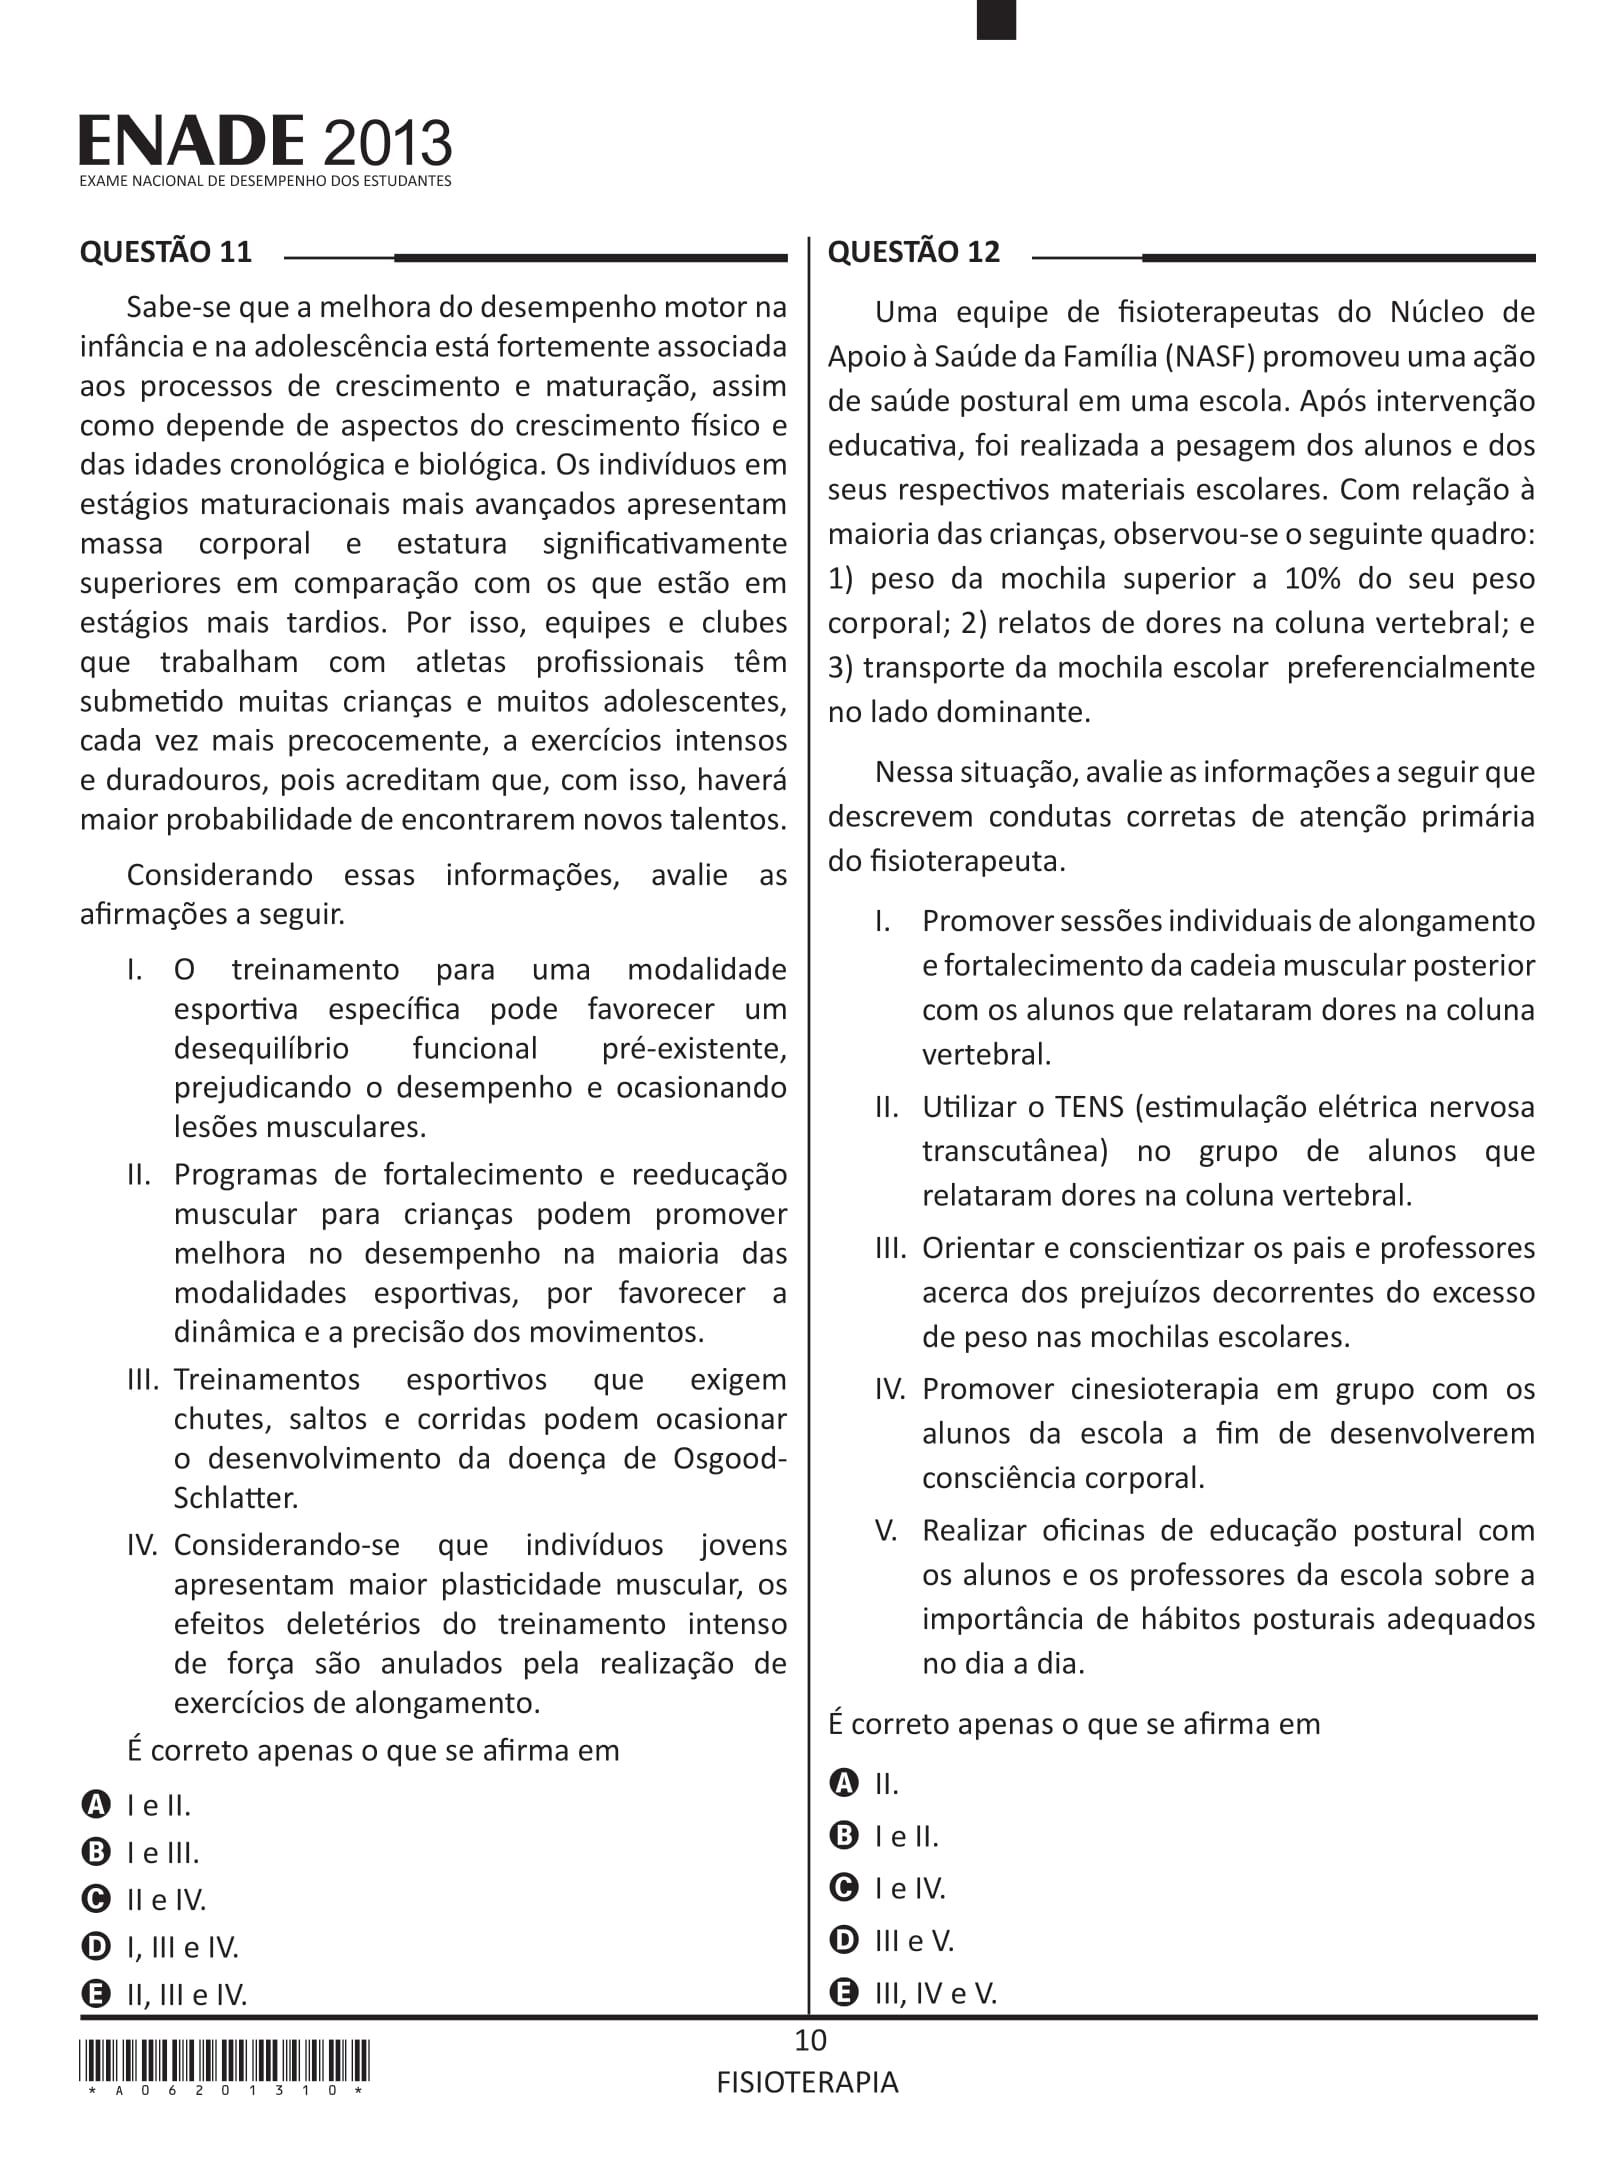 ENADE 2013
EXAME NACIONAL DE DESEMPENHO DOS ESTUDANTES
QUESTÃO 11
Sabe-se que a melhora do desempenho motor na
infância e na adolescência está fortemente associada
aos processos de crescimento e maturação, assim
como depende de aspectos do crescimento físico e
das idades cronológica e biológica. Os indivíduos em
estágios maturacionais mais avançados apresentam
massa corporal e estatura significativamente
superiores em comparação com os que estão em
estágios mais tardios. Por isso, equipes e clubes
que trabalham com atletas profissionais têm
submetido muitas crianças e muitos adolescentes,
cada vez mais precocemente, a exercícios intensos
e duradouros, pois acreditam que, com isso, haverá
maior probabilidade de encontrarem novos talentos.
Considerando essas informações, avalie as
afirmações a seguir.
I. O treinamento para uma modalidade
esportiva específica pode favorecer um
desequilíbrio funcional pré-existente,
prejudicando o desempenho e ocasionando
lesões musculares.
II. Programas de fortalecimento e reeducação
muscular para crianças podem promover
melhora no desempenho na maioria das
modalidades esportivas, por favorecer a
dinâmica e a precisão dos movimentos.
III. Treinamentos esportivos que exigem
chutes, saltos e corridas podem ocasionar
o desenvolvimento da doença de Osgood-
Schlatter.
IV. Considerando-se que indivíduos jovens
apresentam maior plasticidade muscular, os
efeitos deletérios do treinamento intenso
de força são anulados pela realização de
exercícios de alongamento.
É correto apenas o que se afirma em
A I e II.
B I e III.
C II e IV.
D I, III e IV.
E II, III e IV.
QUESTÃO 12
Uma equipe de fisioterapeutas do Núcleo de
Apoio à Saúde da Família (NASF) promoveu uma ação
de saúde postural em uma escola. Após intervenção
educativa, foi realizada a pesagem dos alunos e dos
seus respectivos materiais escolares. Com relação à
maioria das crianças, observou-se o seguinte quadro:
1) peso da mochila superior a 10% do seu peso
corporal; 2) relatos de dores na coluna vertebral; e
3) transporte da mochila escolar preferencialmente
no lado dominante.
Nessa situação, avalie as informações a seguir que
descrevem condutas corretas de atenção primária
do fisioterapeuta.
I. Promover sessões individuais de alongamento
e fortalecimento da cadeia muscular posterior
com os alunos que relataram dores na coluna
vertebral.
II. Utilizar o TENS (estimulação elétrica nervosa
transcutânea) no grupo de alunos que
relataram dores na coluna vertebral.
III. Orientar e conscientizar os pais e professores
acerca dos prejuízos decorrentes do excesso
de peso nas mochilas escolares.
IV. Promover cinesioterapia em grupo com os
alunos da escola a fim de desenvolverem
consciência corporal.
V. Realizar oficinas de educação postural com
os alunos e os professores da escola sobre a
importância de hábitos posturais adequados
no dia a dia.
É correto apenas o que se afirma em
A II.
B I e II.
C I e IV.
D III e V.
E III, IV e V.
*A06201310*
10
FISIOTERAPIA